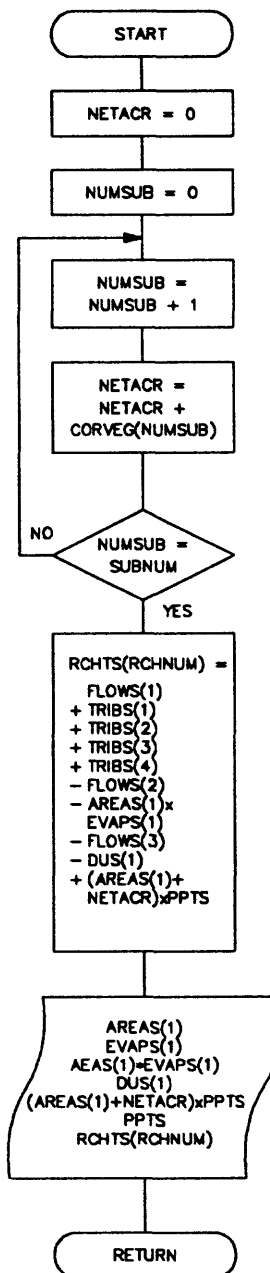 START
NETACR = 0
NUMSUB = 0
NUMSUB =
NUMSUB + 1
NETACR =
NETACR +
CORVEG(NUMSUB)
NO
NUMSUB =
SUBNUM
YES
RCHTS(RCHNUM) =
FLOWS(1)
+ TRIBS(1)
+ TRIBS(2)
+ TRIBS(3)
+ TRIBS(4)
- FLOWS(2)
- AREAS(1)x
EVAPS(1)
- FLOWS(3)
- DUS(1)
+ (AREAS(1)+
NETACR)xPPTS
AREAS(1)
EVAPS(1)
AEAS(1)*EVAPS(1)
DUS(1)
(AREAS(1)+NETACR)xPPTS
PPTS
RCHTS(RCHNUM)
RETURN